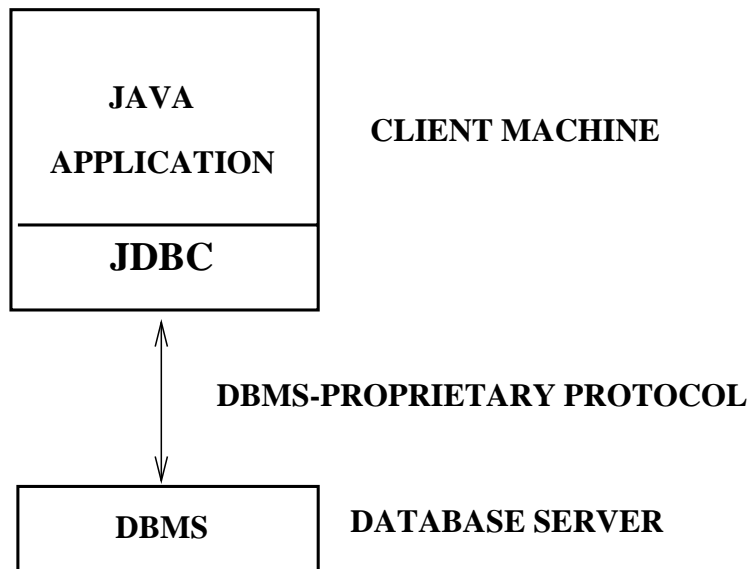 JAVA
APPLICATION
CLIENT MACHINE
JDBC
DBMS-PROPRIETARY PROTOCOL
DBMS
DATABASE SERVER